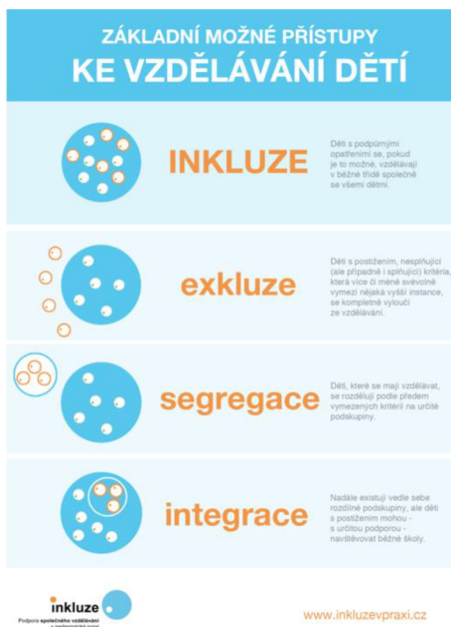 ZÁKLADNÍ MOŽNÉ PŘÍSTUPY
KE VZDĚLÁVÁNÍ DĚTÍ
INKLUZE
Děti s podpůrnými
opatřeními se, pokud
je to možné, vzdělávají
v běžné třídě společně
se všemi dětmi.
exkluze
Děti s postižením, nesplňující
(ale případně i splňující) kritéria,
která více či méně svévolně
vymezí nějaká vyšší instance,
se kompletně vyloučí
ze vzdělávání.
segregace
Děti, které se mají vzdělávat,
se rozdělují podle předem
vymezených kritérií na určité
podskupiny.
integrace
Nadále existují vedle sebe
rozdílné podskupiny, ale děti
s postižením mohou -
s určitou podporou -
navštěvovat běžné školy.
inkluze
Podpora společného vzdělávání
www.inkluzevpraxi.cz